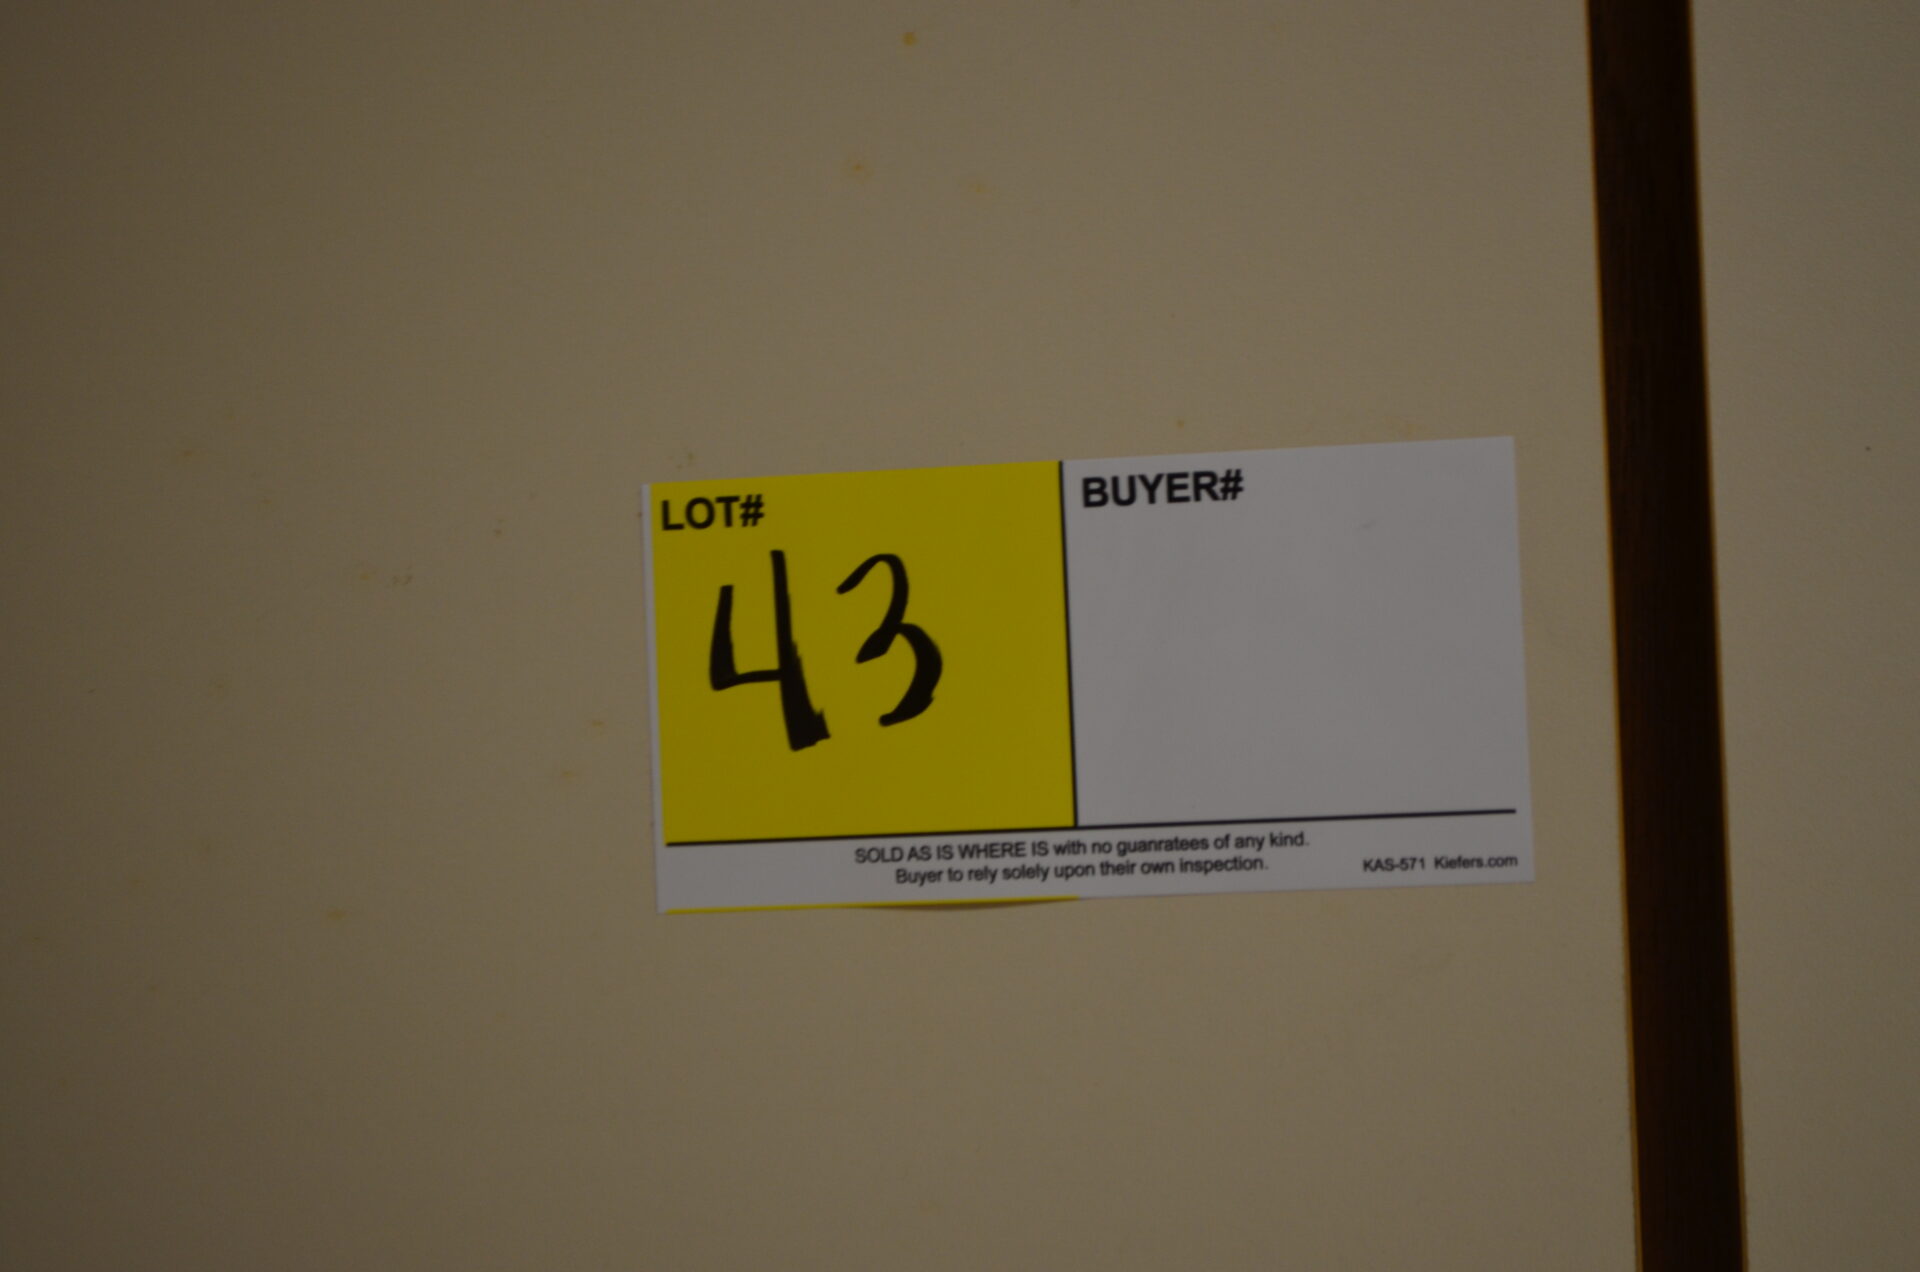 LOT#
BUYER#
43
SOLD AS IS WHERE IS with no guanratees of any kind.
Buyer to rely solely upon their own inspection.
KAS-571 Kiefers.com